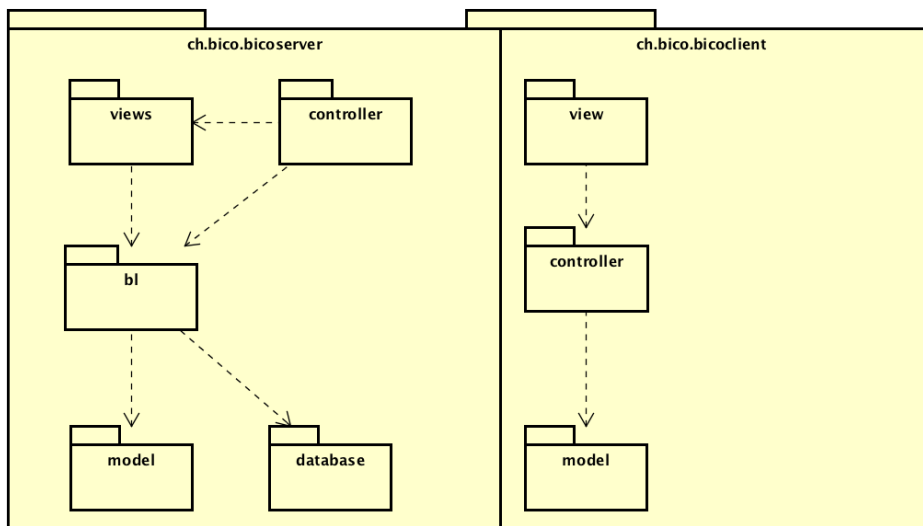 ch.bico.bicoserver
ch.bico.bicoclient
views
controller
view
bl
controller
model
database
model